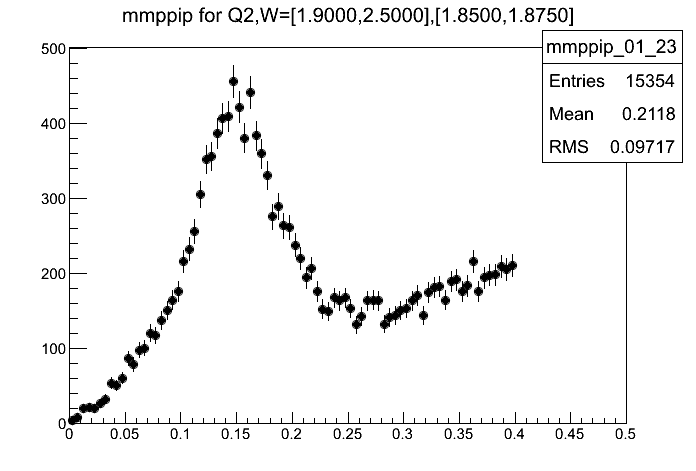 mmppip for Q2,W=[1.9000,2.5000],[1.8500,1.8750]
mmppip_01_23
Entries 15354
Mean 0.2118
RMS 0.09717
500
400
300
200
100
0
0 0.05 0.1 0.15 0.2 0.25 0.3 0.35 0.4 0.45 0.5